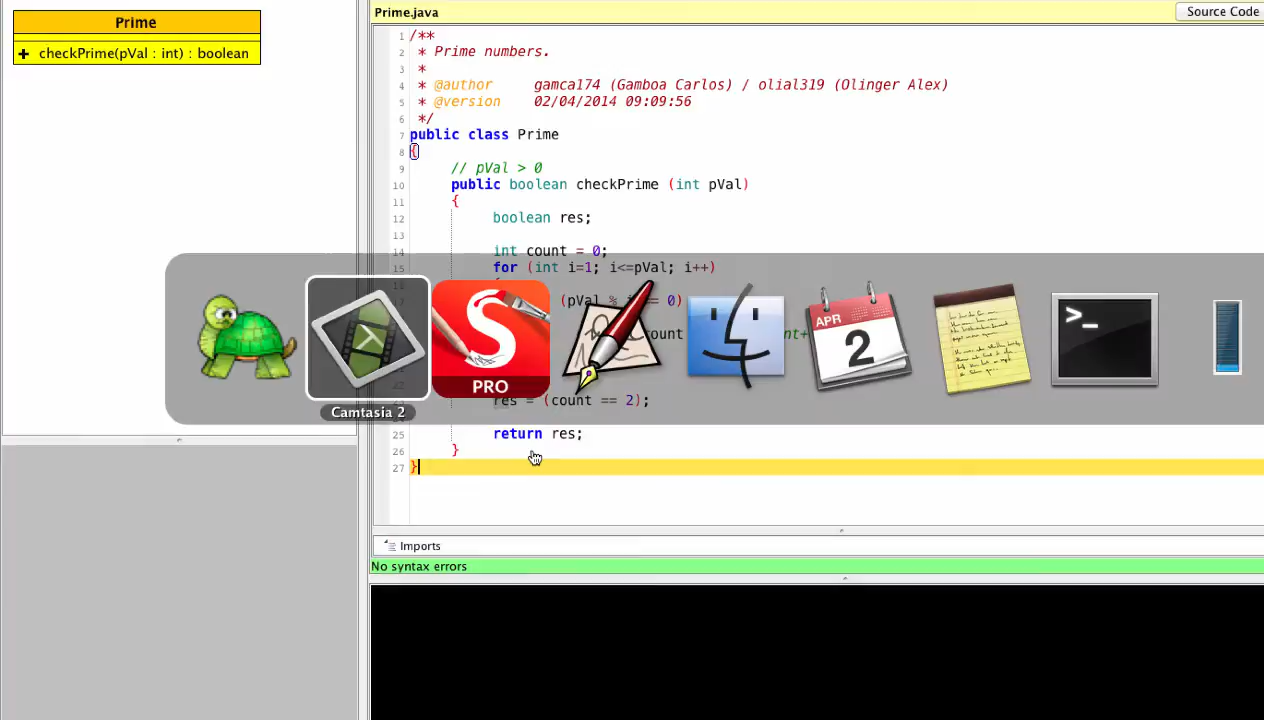 Prime
+ checkPrime(pVal : int) : boolean
Prime.java
Source Code
1 /**
2 * Prime numbers.
3 *
4 * @author gamca174 (Gamboa Carlos) / olial319 (Olinger Alex)
5 * @version 02/04/2014 09:09:56
6 */
7 public class Prime
8 {
9 // pVal > 0
10 public boolean checkPrime (int pVal)
11 {
12 boolean res;
13
14 int count = 0;
15 for (int i=1; i<=pVal; i++)
(pVal % == 0)
count
res = (count == 2);
25 return res;
26 }
27 }
PRO
APR
2
>_
Camtasia 2
Imports
No syntax errors